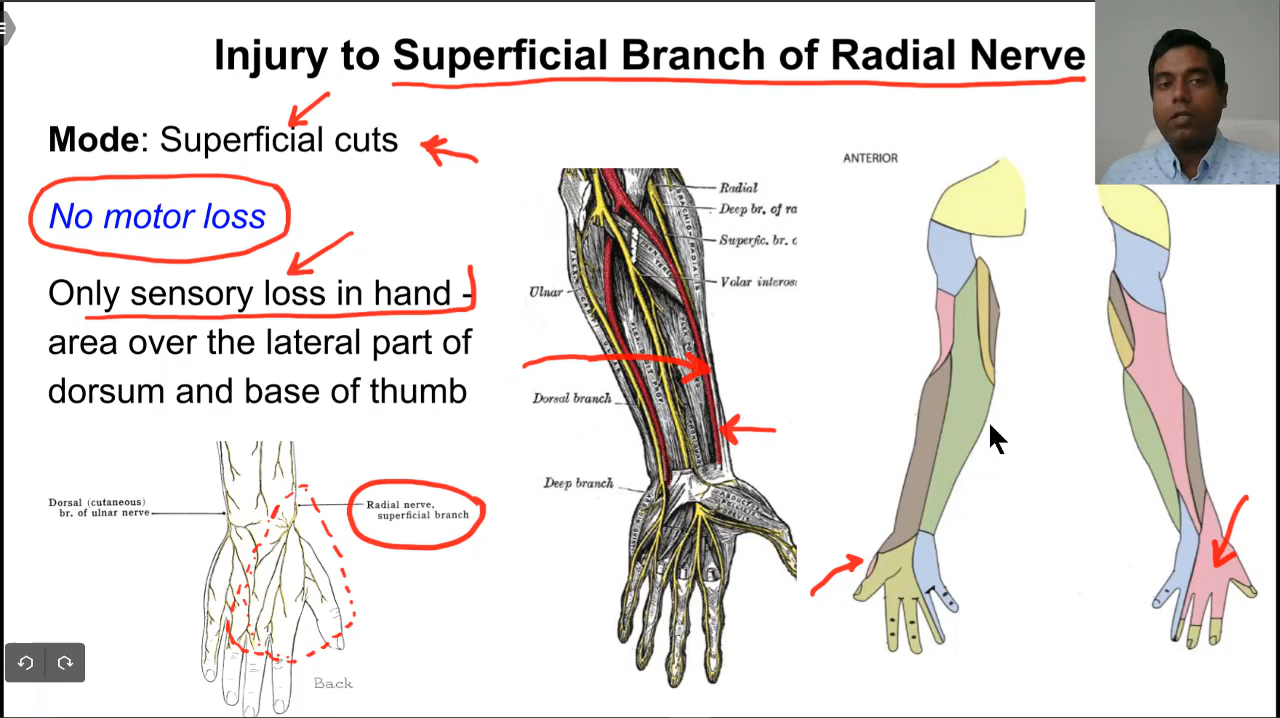 Injury to Superficial Branch of Radial Nerve
Mode: Superficial cuts
No motor loss
Only sensory loss in hand -
area over the lateral part of
dorsum and base of thumb
Dorsal (cutaneous)
br. of ulnar nerve
Radial nerve,
superficial branch
Back
Radial
Deep br. of ra
Superfic. br. o
Volar inteross
Ulnar
Dorsal branch
Deep branch
ANTERIOR